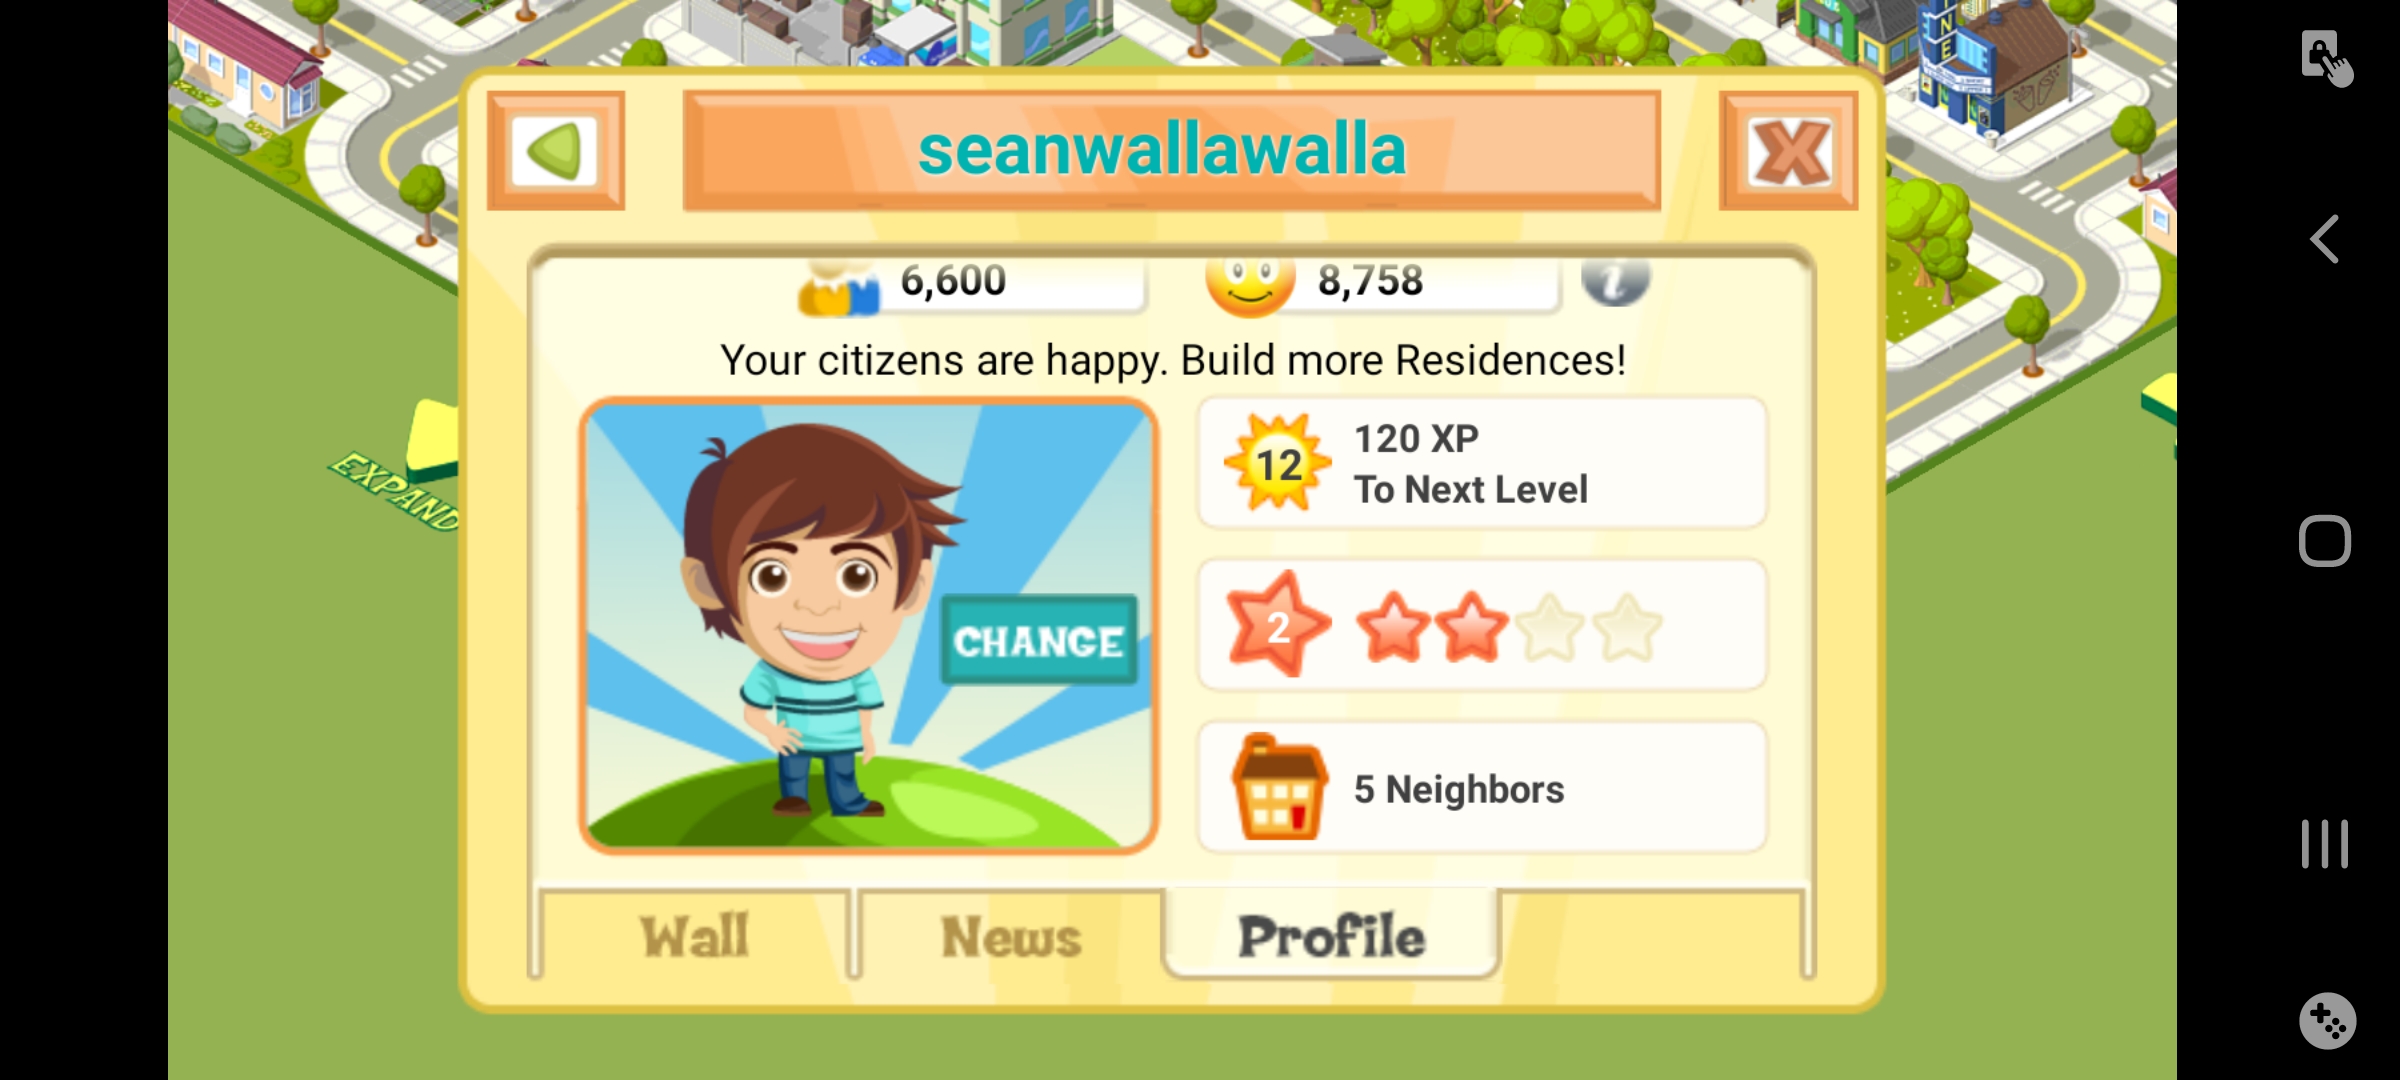 seanwallawalla
6,600
8,758
i
Your citizens are happy. Build more Residences!
12
120 XP
To Next Level
CHANGE
2
5 Neighbors
EXPAND
Wall
News
Profile